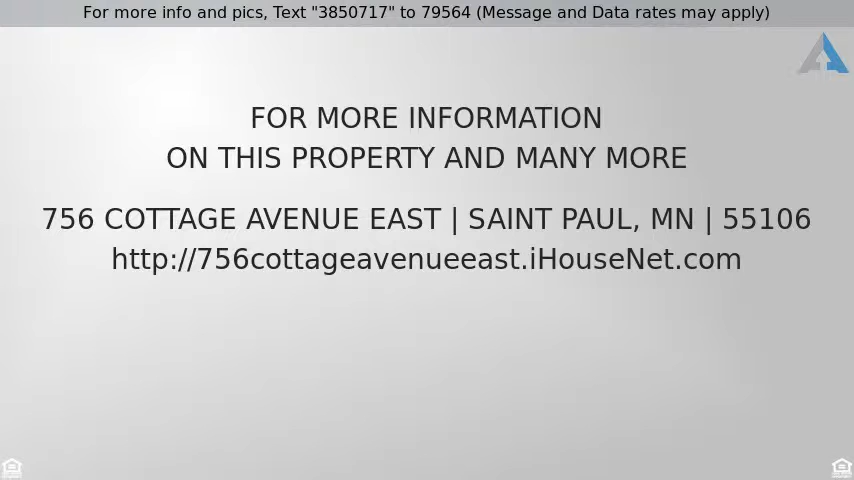 For more info and pics, Text "3850717" to 79564 (Message and Data rates may apply)
FOR MORE INFORMATION
ON THIS PROPERTY AND MANY MORE
756 COTTAGE AVENUE EAST | SAINT PAUL, MN | 55106
http://756cottageavenueeast.iHouseNet.com